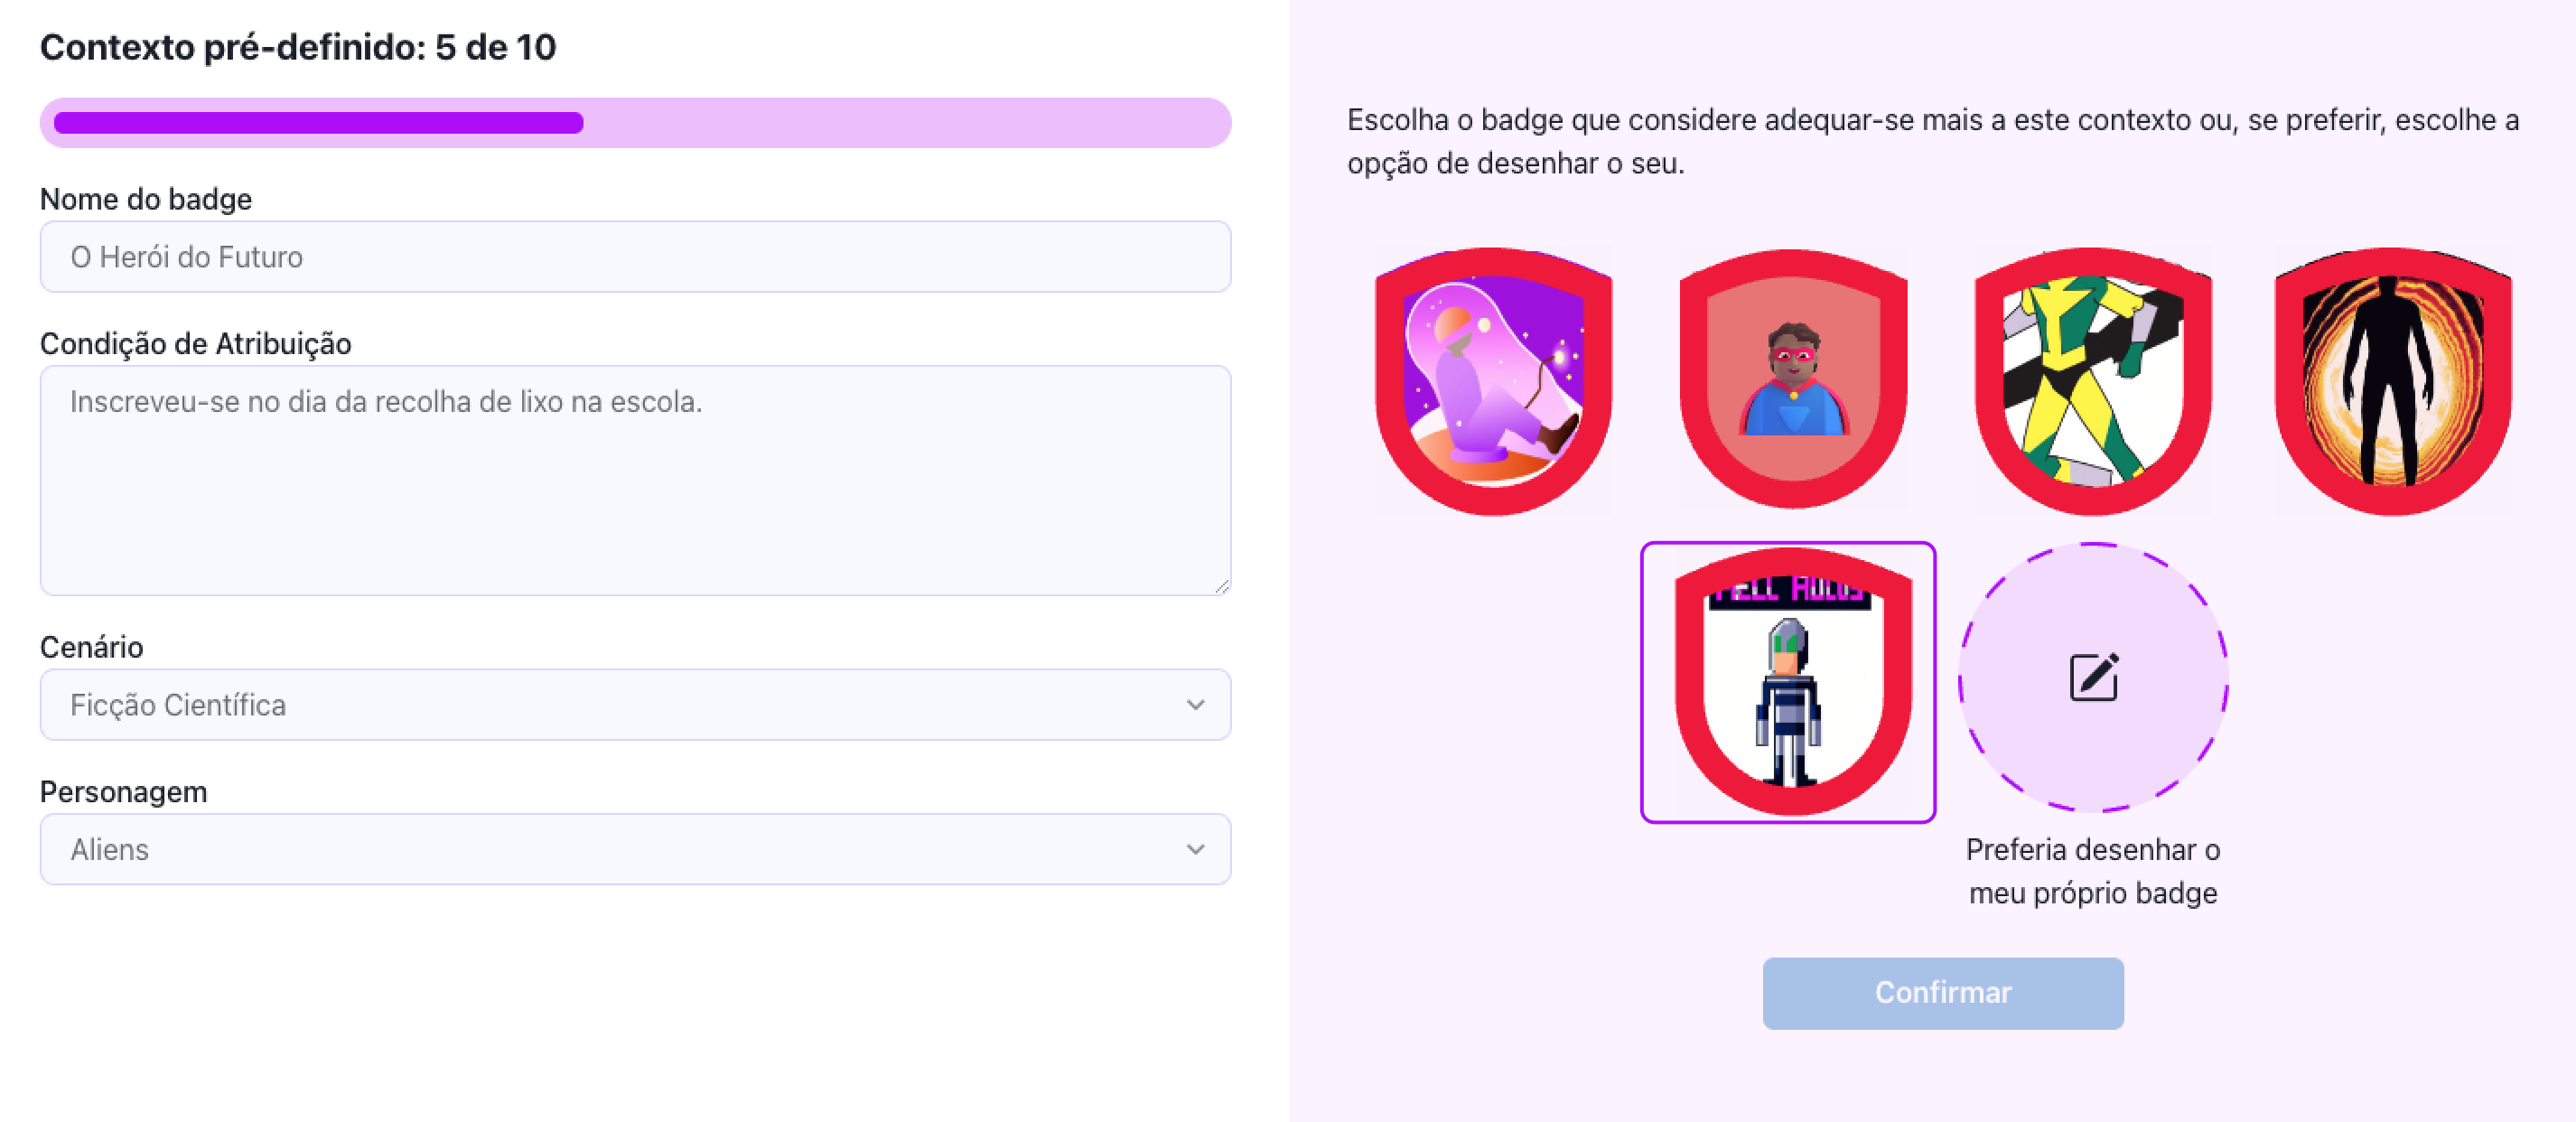 Contexto pré-definido: 5 de 10
Nome do badge
O Herói do Futuro
Condição de Atribuição
Inscreveu-se no dia da recolha de lixo na escola.
Cenário
Ficção Científica
Personagem
Aliens
Escolha o badge que considere adequar-se mais a este contexto ou, se preferir, escolhe a
opção de desenhar o seu.
Preferia desenhar o
meu próprio badge
Confirmar